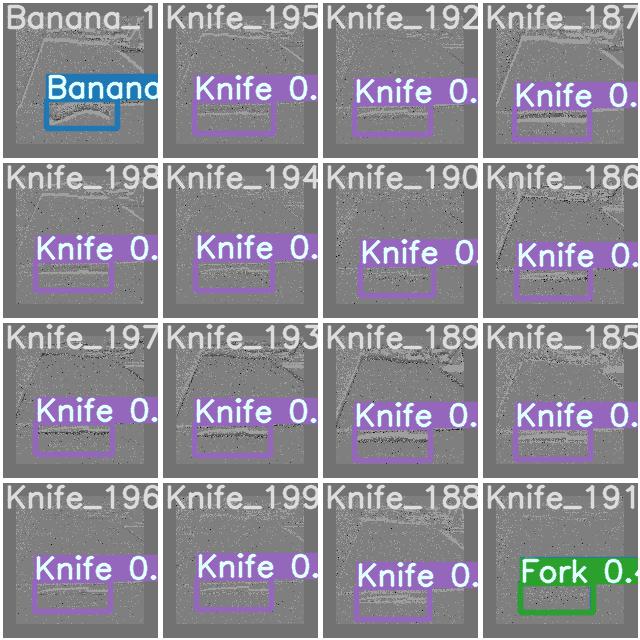 Banana_1
Banana
Knife_195
Knife 0.
Knife_192
Knife 0.
Knife_187
Knife 0.
Knife_198
Knife 0.
Knife_194
Knife 0.
Knife_190
Knife 0.
Knife_186
Knife 0.
Knife_197
Knife 0.
Knife_193
Knife 0.
Knife_189
Knife 0.
Knife_185
Knife 0.
Knife_196
Knife 0.
Knife_199
Knife 0.
Knife_188
Knife 0.
Knife_191
Fork 0.4